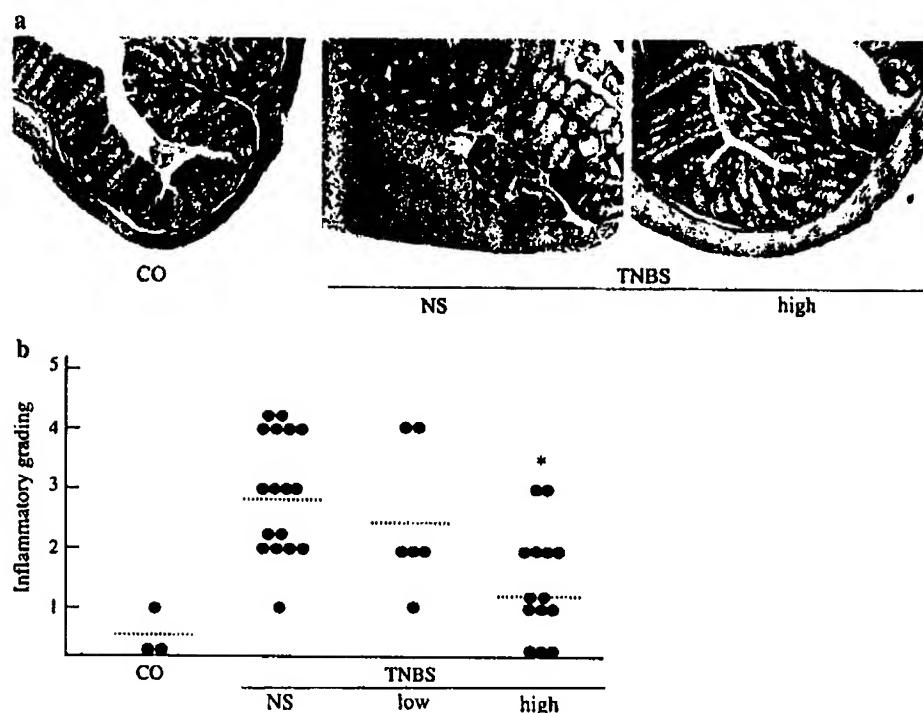 a
CO
TNBS
NS high
b
5
4
3
2
1
Inflammatory grading
*
CO
TNBS
NS low high